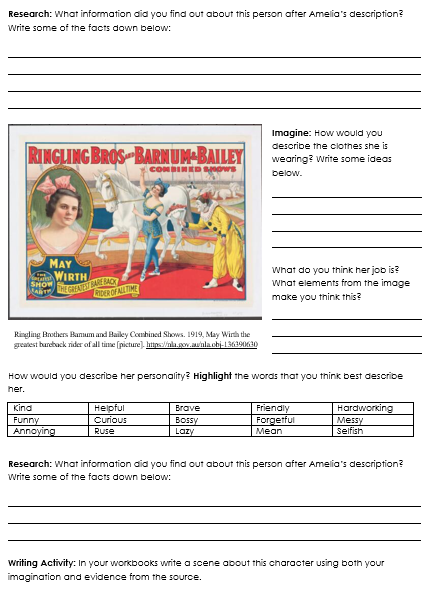 Research: What information did you find out about this person after Amelia's description?
Write some of the facts down below:
RINGLING BROS AND BARNUM & BAILEY
COMBINED SHOWS
MAY
WIRTH
THE GREATEST BAREBACK
RIDER OF ALL TIME
THE
GREATEST
SHOW
ON
EARTH
Ringling Brothers Barnum and Bailey Combined Shows. 1919, May Wirth the
greatest bareback rider of all time [picture]. https://nla.gov.au/nla.obj-136390630
Imagine: How would you
describe the clothes she is
wearing? Write some ideas
below.
What do you think her job is?
What elements from the image
make you think this?
How would you describe her personality? Highlight the words that you think best describe
her.
Kind Helpful Brave Friendly Hardworking
Funny Curious Bossy Forgetful Messy
Annoying Ruse Lazy Mean Selfish
Research: What information did you find out about this person after Amelia's description?
Write some of the facts down below:
Writing Activity: In your workbooks write a scene about this character using both your
imagination and evidence from the source.